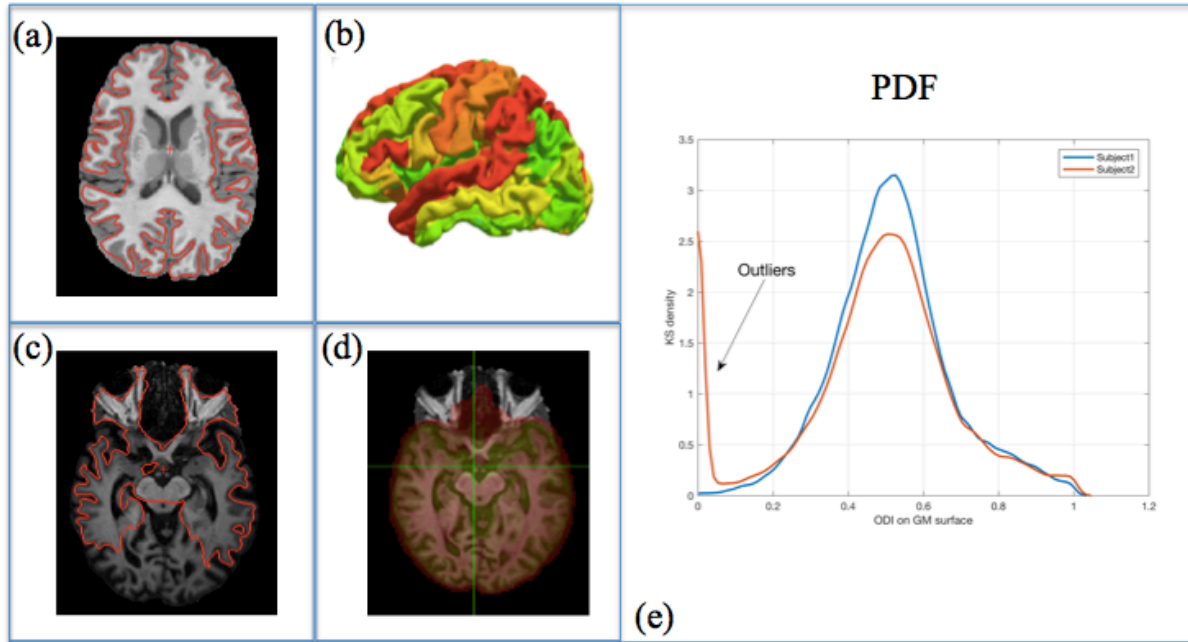 (a)
(b)
(c)
(d)
PDF
3.5
3
2.5
2
1.5
1
0.5
0
KS density
Subject1
Subject2
Outliers
0 0.2 0.4 0.6 0.8 1 1.2
ODI on GM surface
(e)